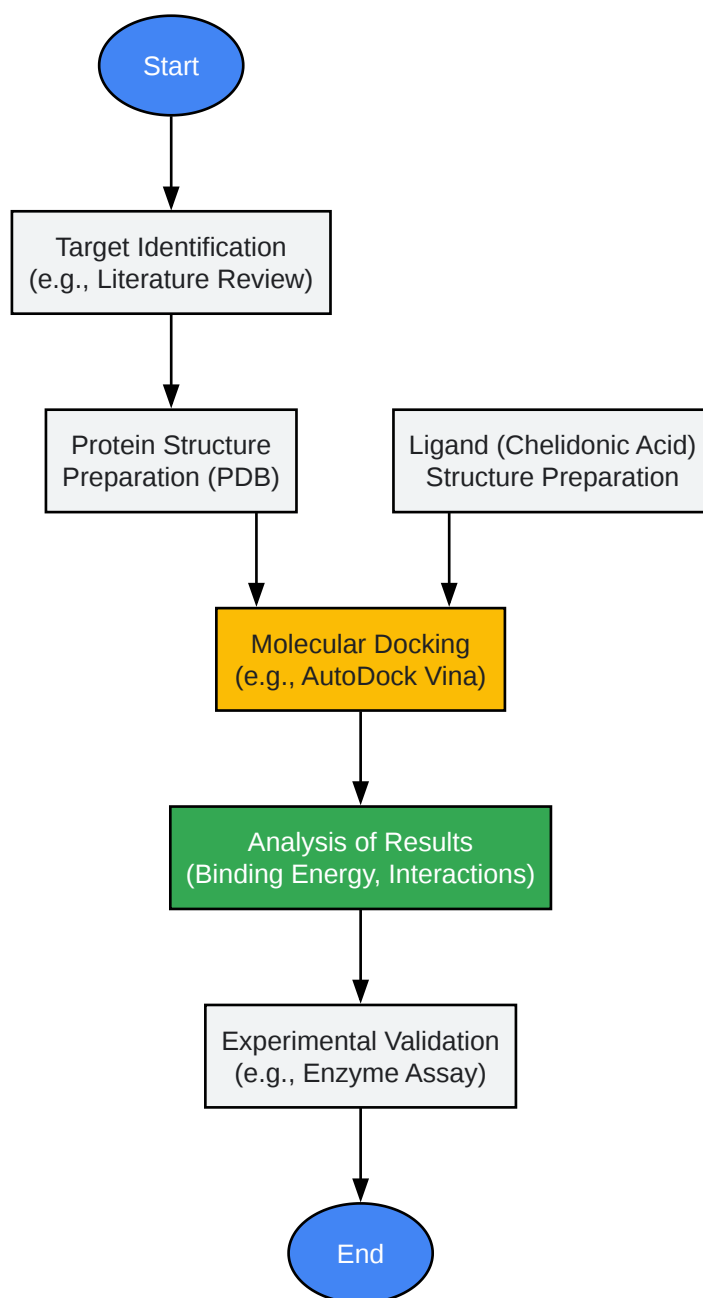 Start
Target Identification
(e.g., Literature Review)
Protein Structure
Preparation (PDB)
Ligand (Chelidonic Acid)
Structure Preparation
Molecular Docking
(e.g., AutoDock Vina)
Analysis of Results
(Binding Energy, Interactions)
Experimental Validation
(e.g., Enzyme Assay)
End